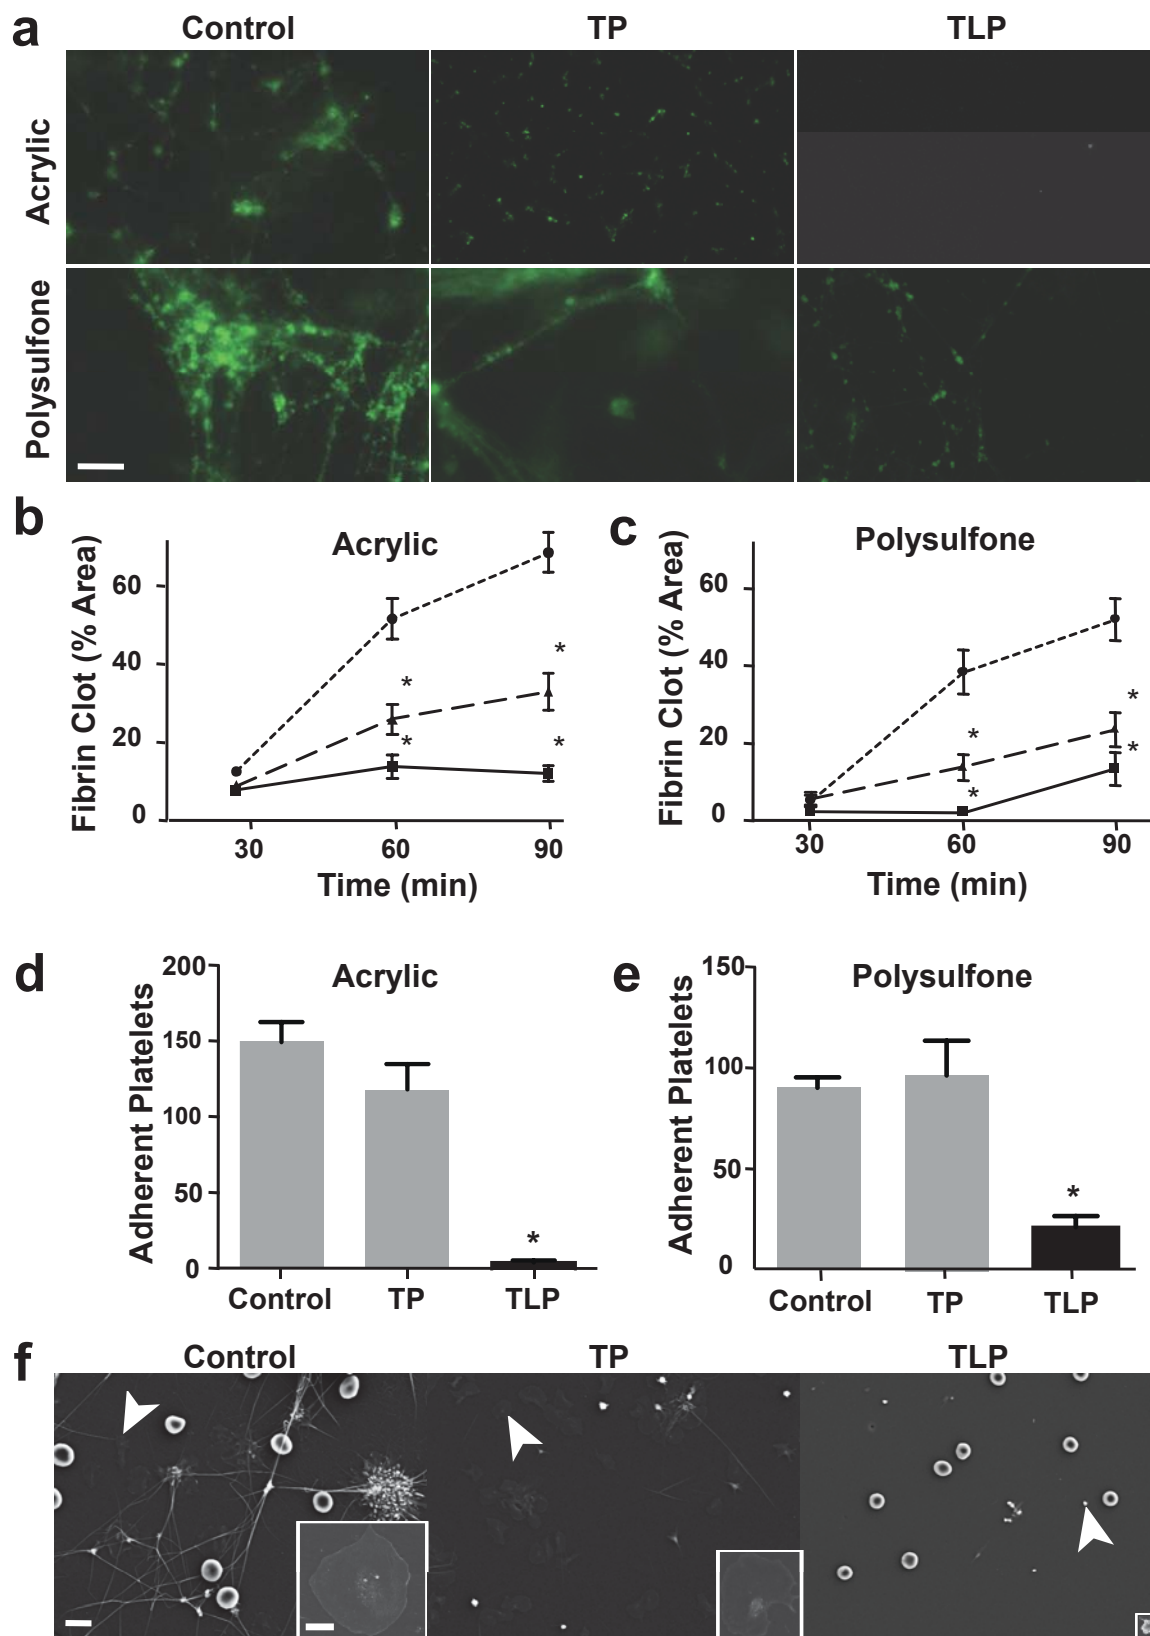 a
Control TP TLP
Acrylic
Polysulfone
b
Acrylic
Fibrin Clot (% Area)
60
40
20
0
30 60 90
Time (min)
*
*
*
*
c
Polysulfone
Fibrin Clot (% Area)
60
40
20
0
30 60 90
Time (min)
*
*
*
*
d
Acrylic
Adherent Platelets
200
150
100
50
0
*
Control TP TLP
e
Polysulfone
Adherent Platelets
150
100
50
0
*
Control TP TLP
f
Control TP TLP